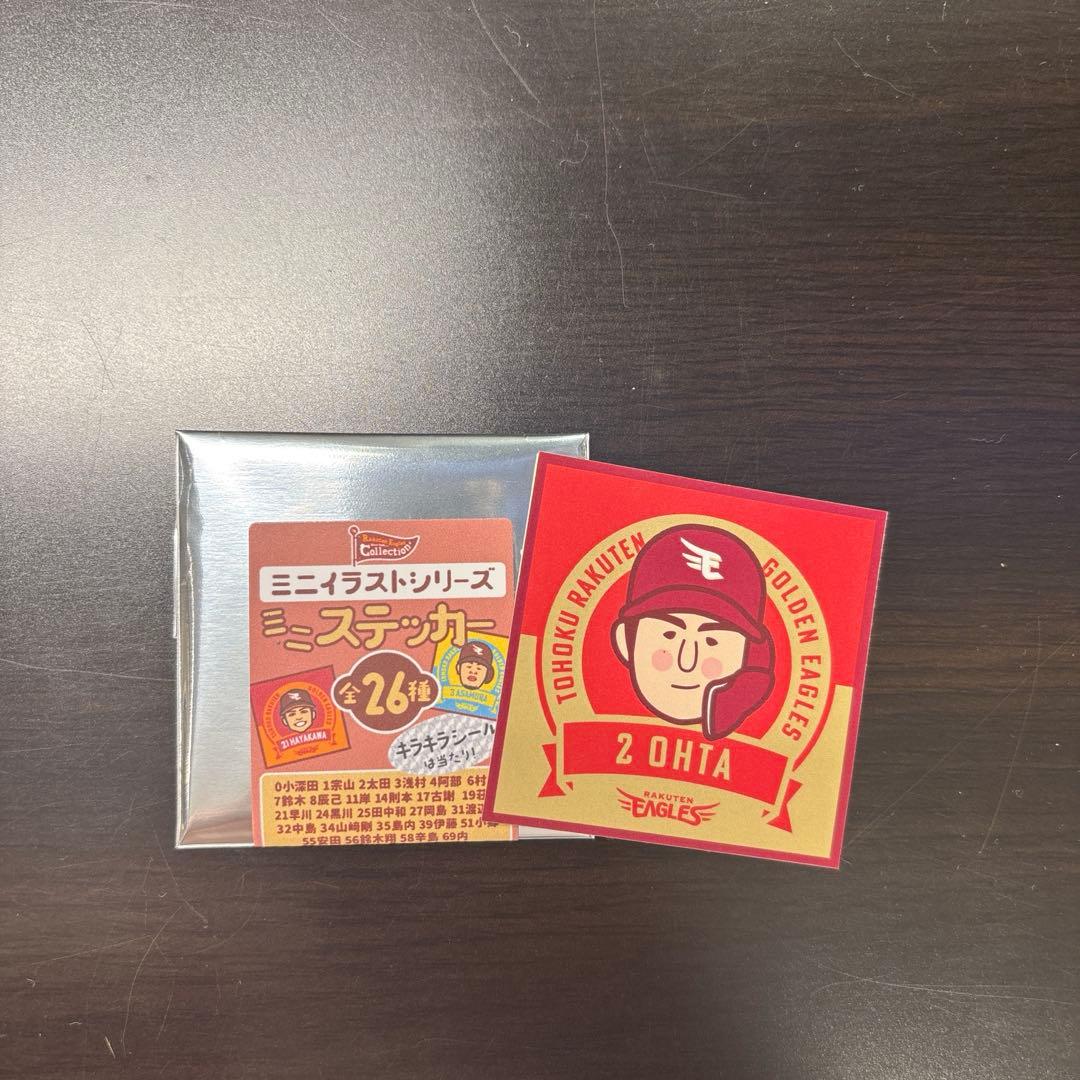 Rakuten Eagles
Collection
ミニイラストシリーズ
ミニステッカー
全26種
3 ASAMURA
21 HAYAKAWA
キラキラシール
は当たり!
0小深田 1宗山 2太田 3浅村 4阿部 6村
7鈴木 8辰己 11岸 14則本 17古謝 19荘
21早川 24黒川 25田中和 27岡島 31渡辺
32中島 34山﨑剛 35島内 39伊藤 51小郷
55安田 56鈴木翔 58辛島 69内
TOHOKU RAKUTEN GOLDEN EAGLES
2 OHTA
RAKUTEN
EAGLES